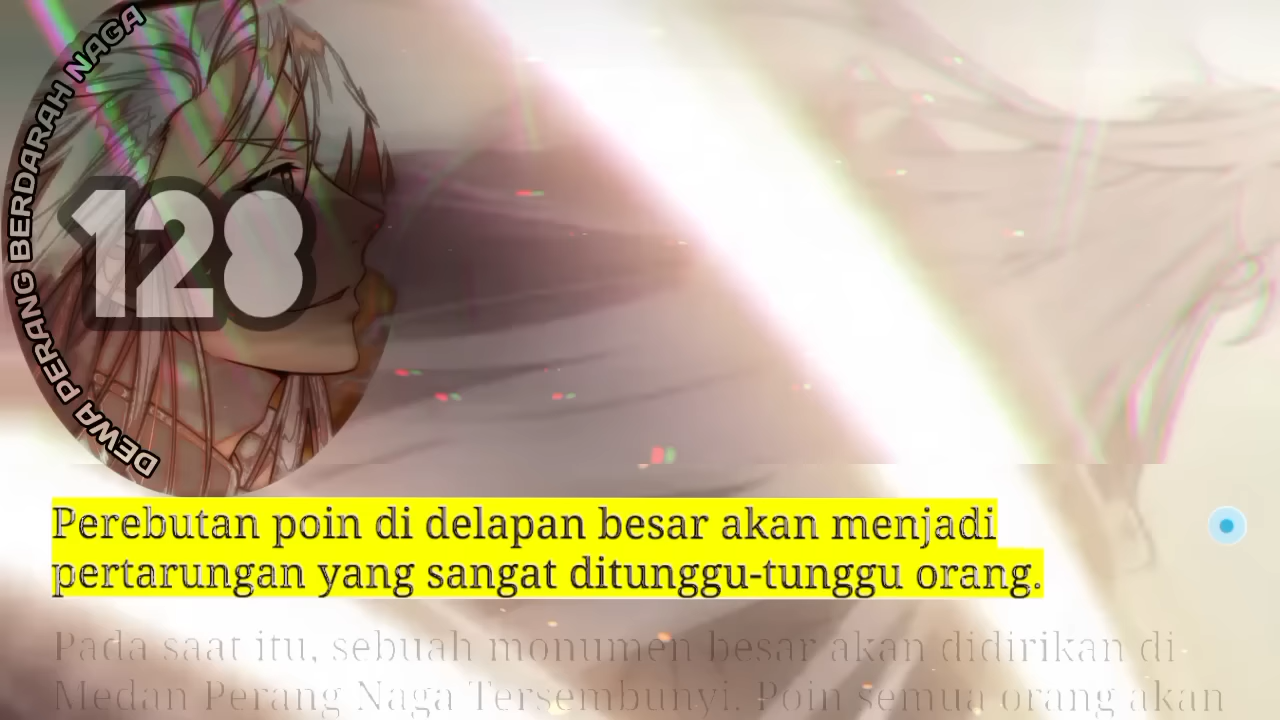 DEWA PERANG BERDARAH NAGA
128
Perebutan poin di delapan besar akan menjadi
pertarungan yang sangat ditunggu-tunggu orang.
Pada saat itu, sebuah monumen besar akan didirikan di
Medan Perang Naga Tersembunyi. Poin semua orang akan